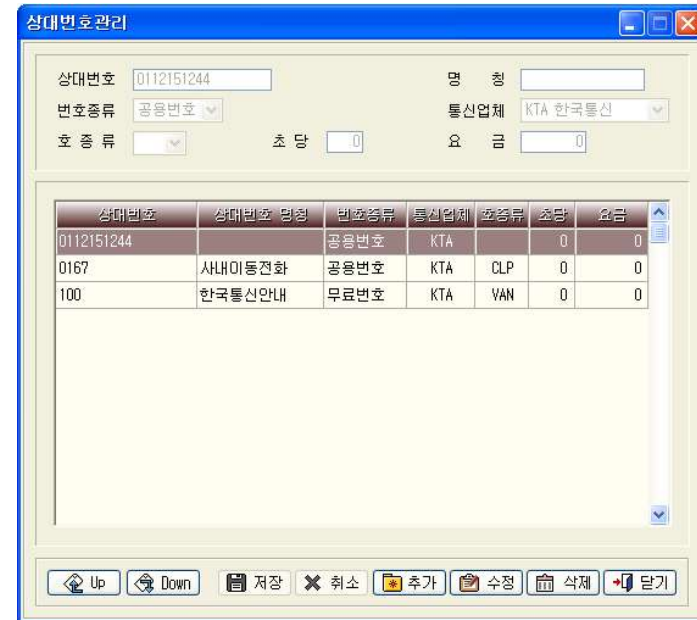 상대번호관리
상대번호 0112151244 명 칭
번호종류 공용번호 통신업체 KTA 한국통신
호 종 류 초 당 0 요 금 0
상대번호 상대번호 명칭 번호종류 통신업체 호종류 초당 요금
0112151244 공용번호 KTA 0 0
0167 사내이동전화 공용번호 KTA CLP 0 0
100 한국통신안내 무료번호 KTA VAN 0 0
Up Down 저장 취소 추가 수정 삭제 닫기